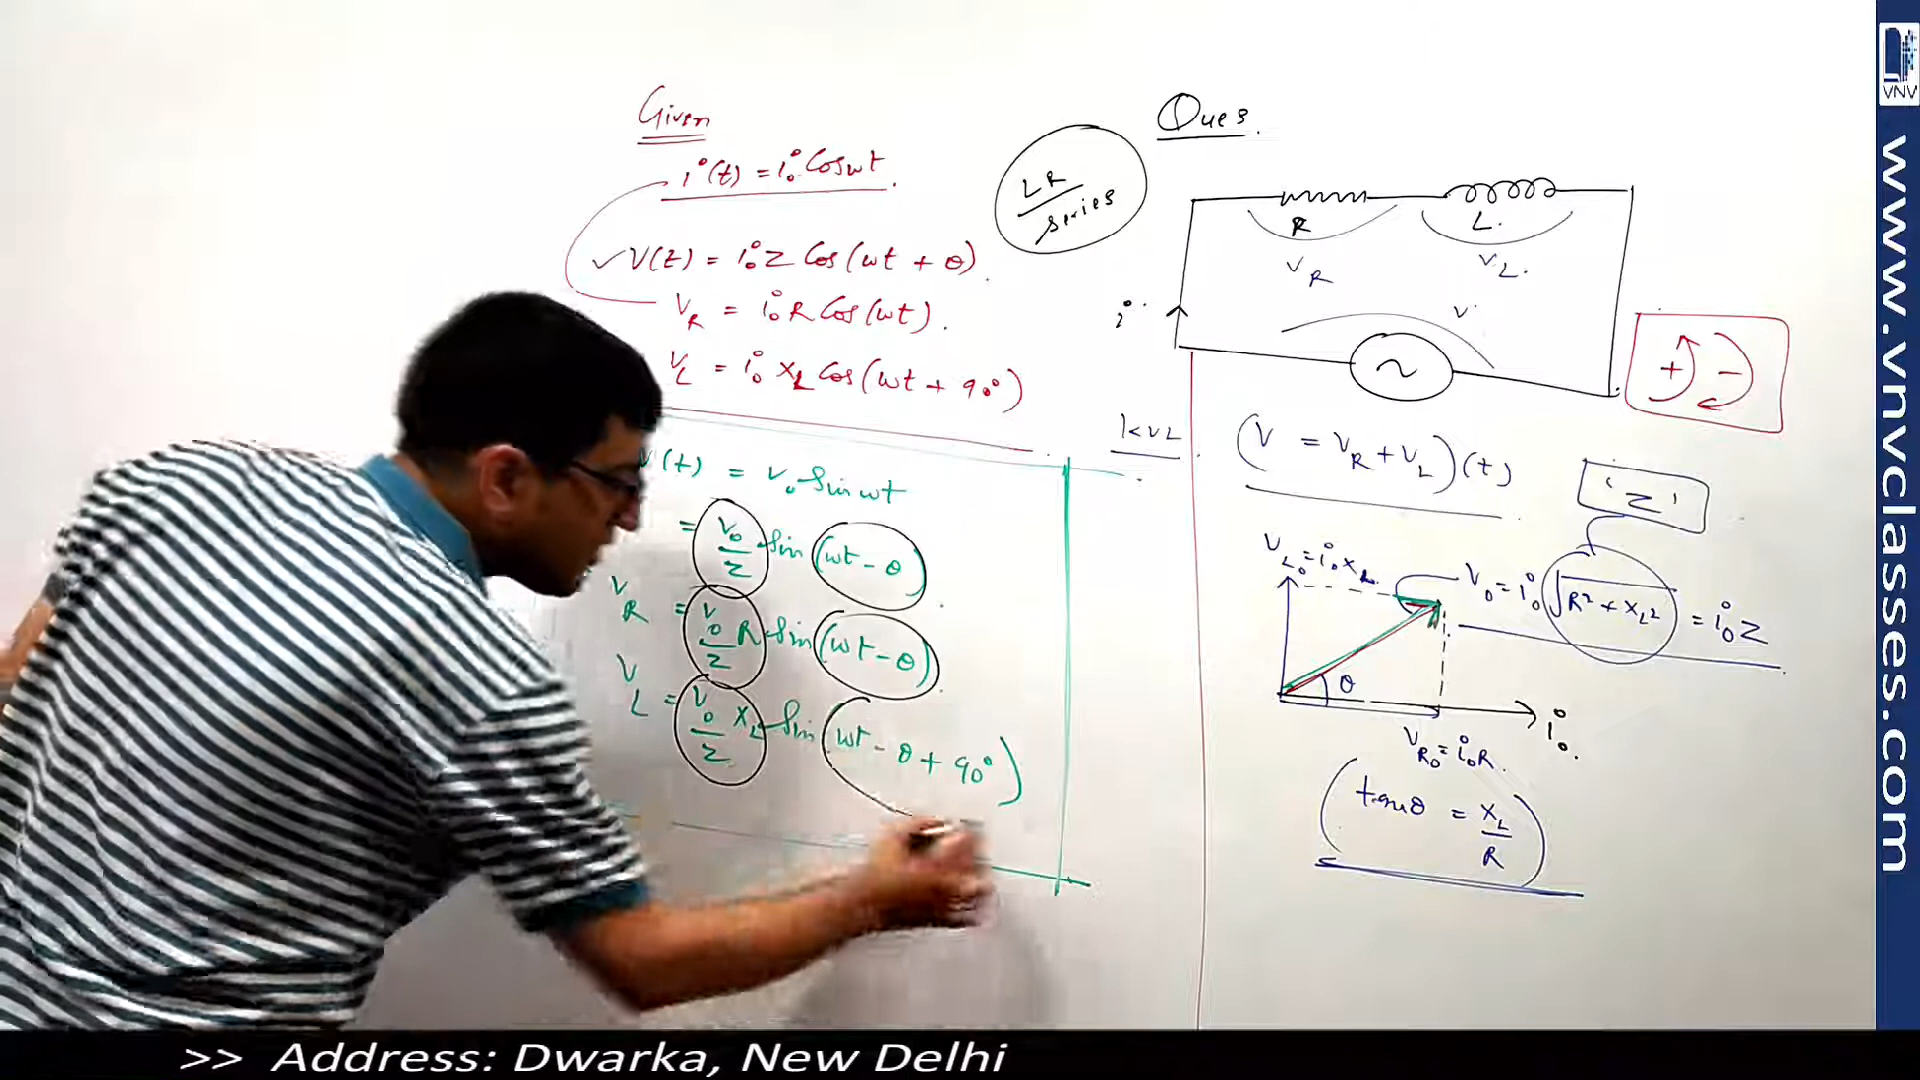 Given
i(t) = i₀ Cos ωt.
V(t) = i₀Z Cos(ωt + θ).
V_R = i₀R Cos(ωt).
V_L = i₀ X_L Cos(ωt + 90°)
V(t) = V₀ Sin ωt
= V₀/Z Sin (ωt - θ).
V_R = V₀/Z R Sin (ωt - θ).
V_L = V₀/Z X_L Sin (ωt - θ + 90°)
Que 3.
LR
series
R
L.
V_R
V_L.
i
V
~
+
-
KVL
(V = V_R + V_L)(t)
'Z'
V_L₀ = i₀X_L
V₀ = i₀ √R² + X_L² = i₀Z
θ
i₀.
V_R₀ = i₀R.
(tanθ = X_L/R)
VNV
www.vnvclasses.com
>> Address: Dwarka, New Delhi